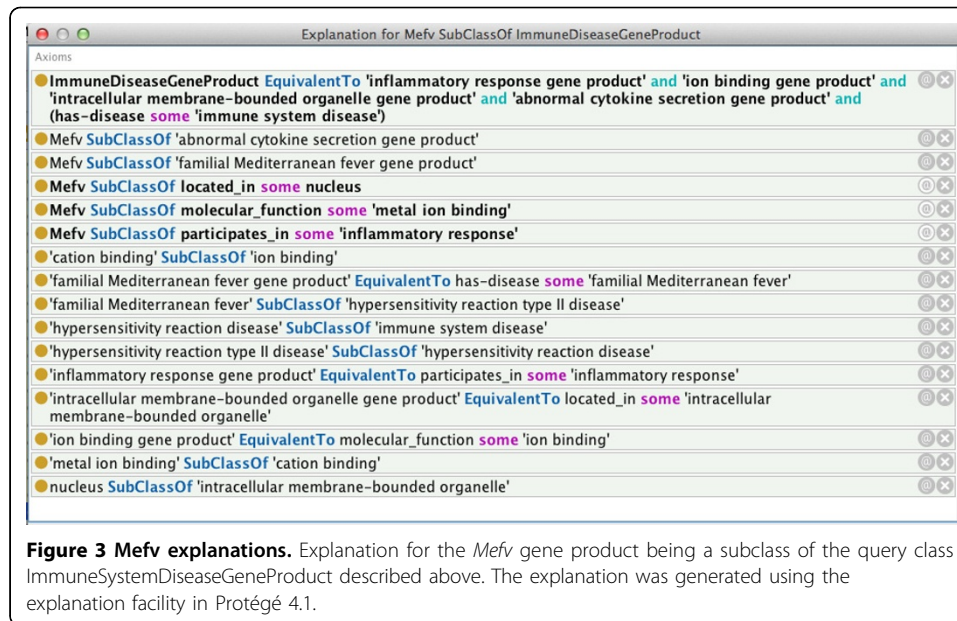 Explanation for Mefv SubClassOf ImmuneDiseaseGeneProduct
Axioms
ImmuneDiseaseGeneProduct EquivalentTo 'inflammatory response gene product' and 'ion binding gene product' and
'intracellular membrane-bounded organelle gene product' and 'abnormal cytokine secretion gene product' and
(has-disease some 'immune system disease')
Mefv SubClassOf 'abnormal cytokine secretion gene product'
Mefv SubClassOf 'familial Mediterranean fever gene product'
Mefv SubClassOf located_in some nucleus
Mefv SubClassOf molecular_function some 'metal ion binding'
Mefv SubClassOf participates_in some 'inflammatory response'
'cation binding' SubClassOf 'ion binding'
'familial Mediterranean fever gene product' EquivalentTo has-disease some 'familial Mediterranean fever'
'familial Mediterranean fever' SubClassOf 'hypersensitivity reaction type II disease'
'hypersensitivity reaction disease' SubClassOf 'immune system disease'
'hypersensitivity reaction type II disease' SubClassOf 'hypersensitivity reaction disease'
'inflammatory response gene product' EquivalentTo participates_in some 'inflammatory response'
'intracellular membrane-bounded organelle gene product' EquivalentTo located_in some 'intracellular
membrane-bounded organelle'
'ion binding gene product' EquivalentTo molecular_function some 'ion binding'
'metal ion binding' SubClassOf 'cation binding'
nucleus SubClassOf 'intracellular membrane-bounded organelle'
Figure 3 Mefv explanations. Explanation for the Mefv gene product being a subclass of the query class
ImmuneSystemDiseaseGeneProduct described above. The explanation was generated using the
explanation facility in Protégé 4.1.